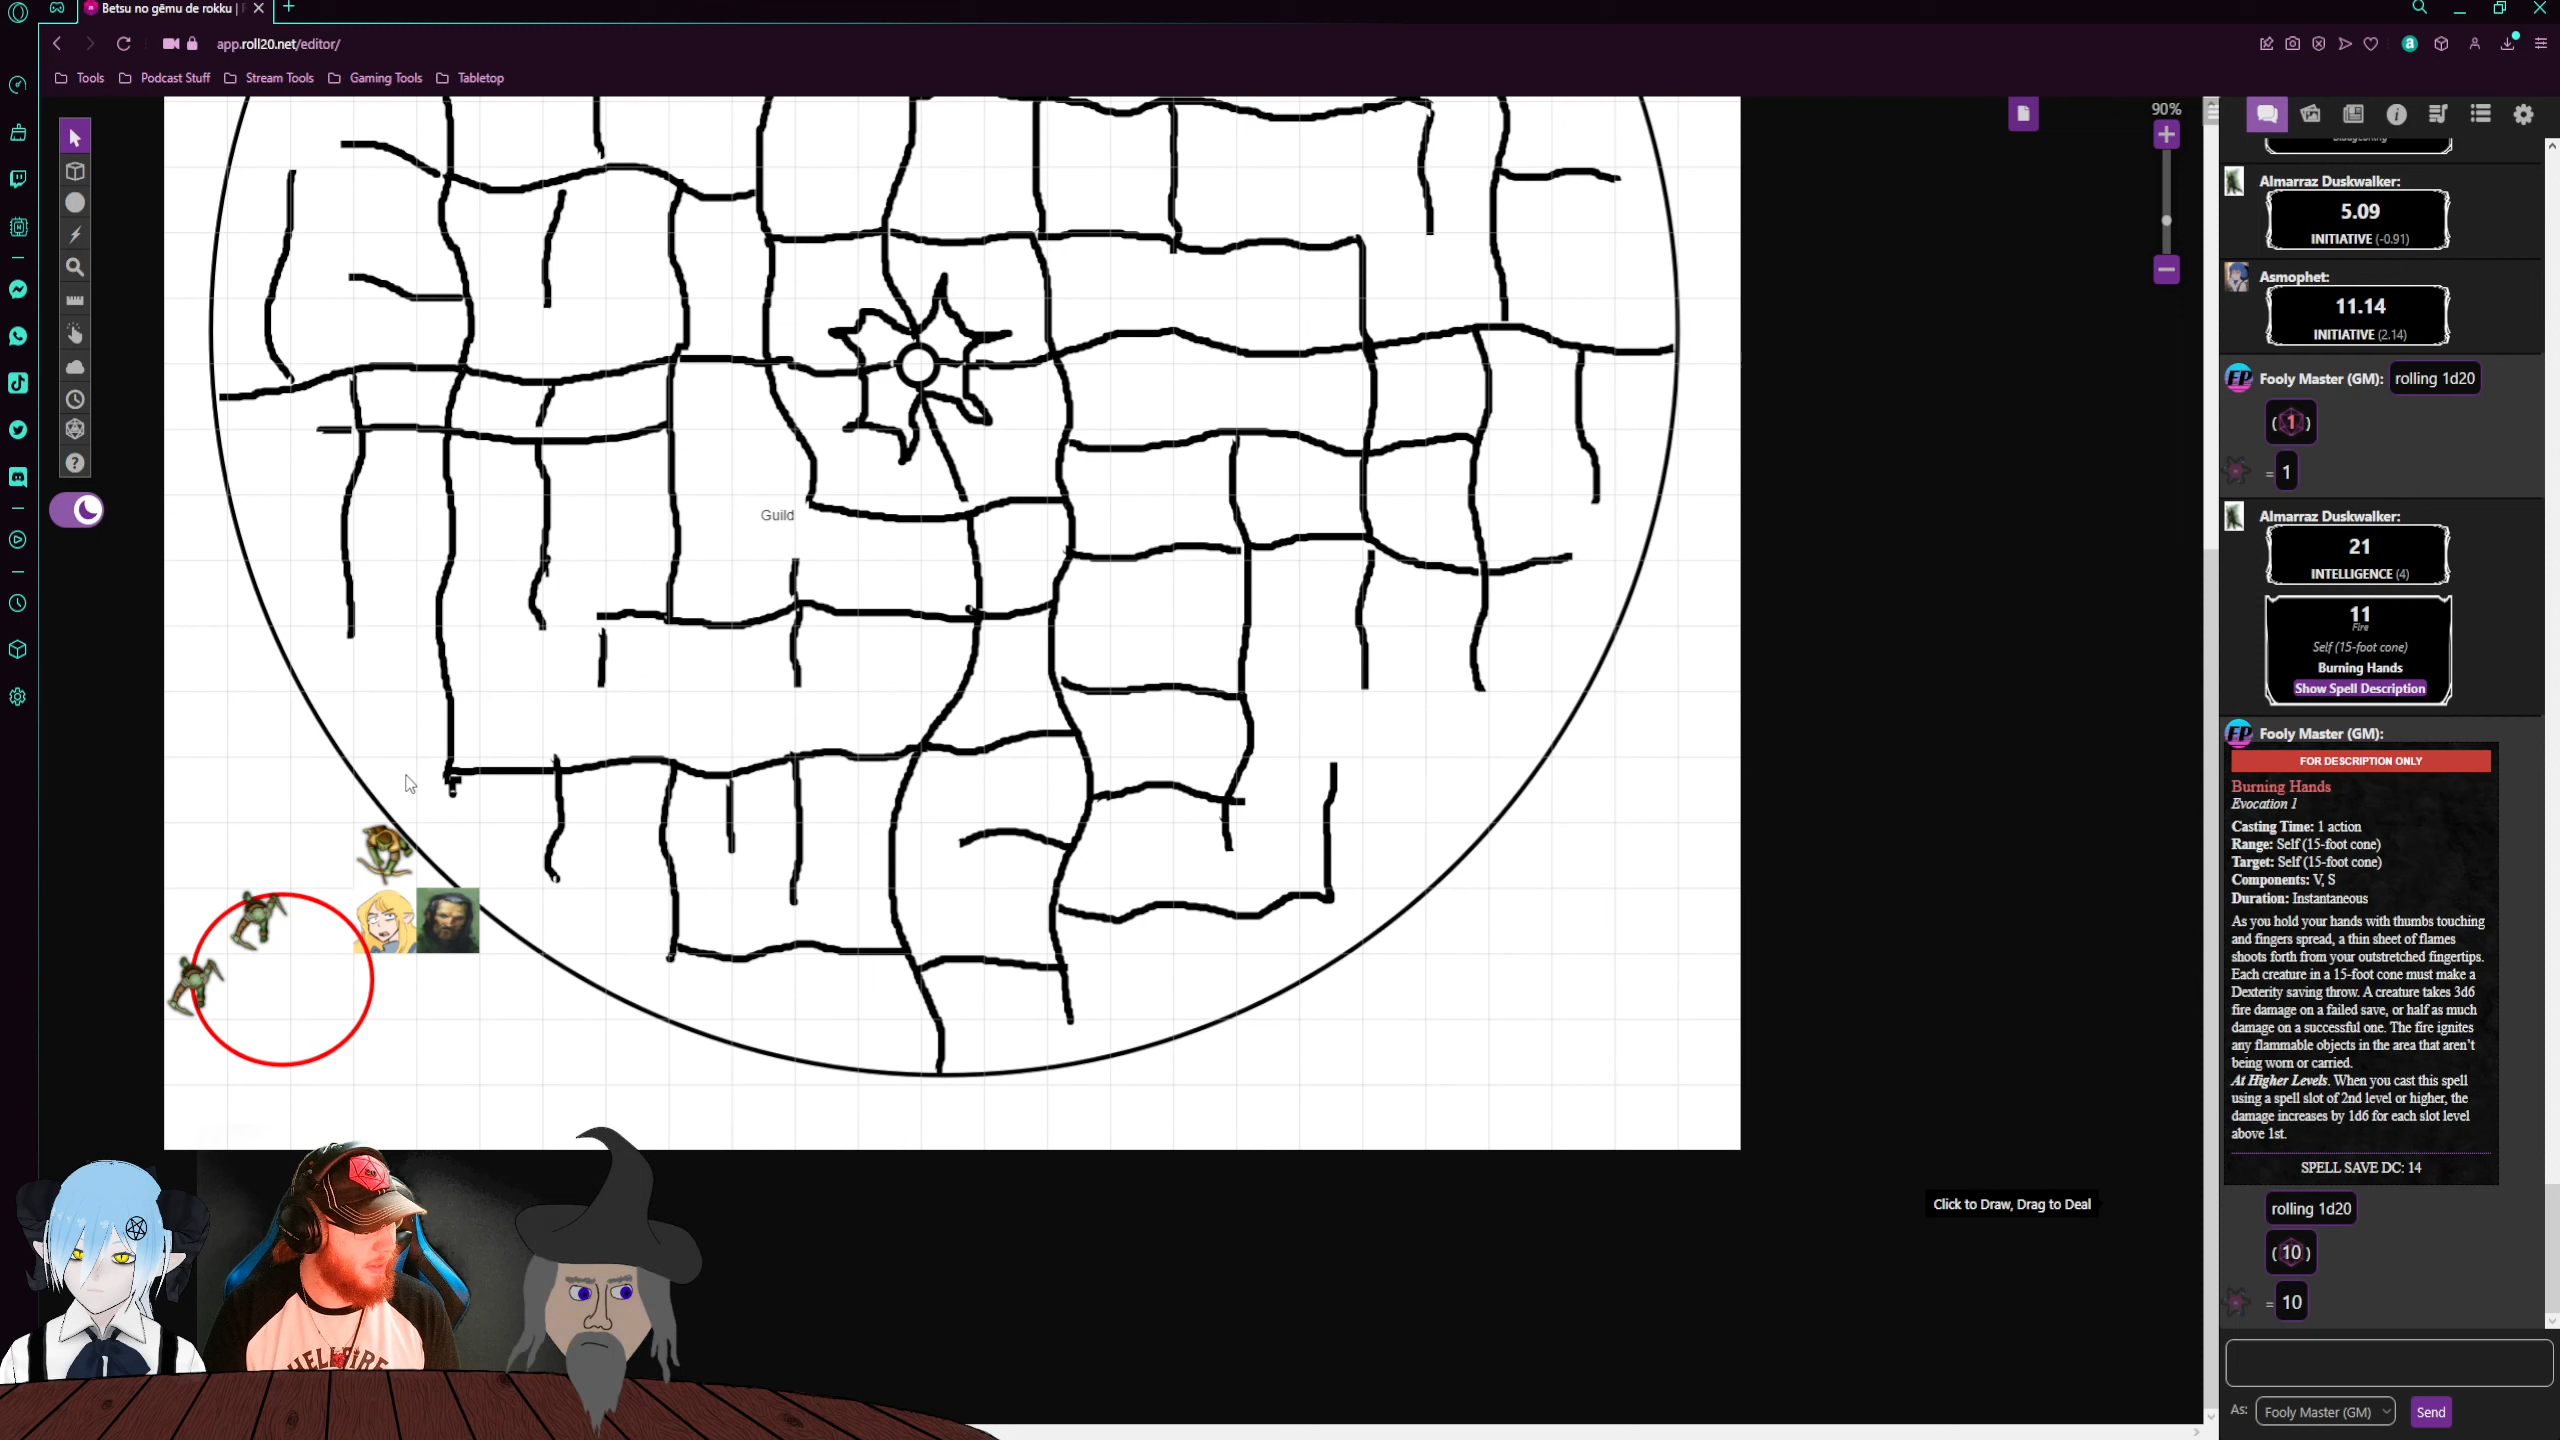 Betsu no gēmu de rokku |
app.roll20.net/editor/
Tools
Podcast Stuff
Stream Tools
Gaming Tools
Tabletop
90%
Guild
Click to Draw, Drag to Deal
Bludgeoning
Almarraz Duskwalker:
5.09
INITIATIVE (-0.91)
Asmophet:
11.14
INITIATIVE (2.14)
Fooly Master (GM): rolling 1d20
(1)
= 1
Almarraz Duskwalker:
21
INTELLIGENCE (4)
11
Fire
Self (15-foot cone)
Burning Hands
Show Spell Description
Fooly Master (GM):
FOR DESCRIPTION ONLY
Burning Hands
Evocation 1
Casting Time: 1 action
Range: Self (15-foot cone)
Target: Self (15-foot cone)
Components: V, S
Duration: Instantaneous
As you hold your hands with thumbs touching
and fingers spread, a thin sheet of flames
shoots forth from your outstretched fingertips.
Each creature in a 15-foot cone must make a
Dexterity saving throw. A creature takes 3d6
fire damage on a failed save, or half as much
damage on a successful one. The fire ignites
any flammable objects in the area that aren't
being worn or carried.
At Higher Levels. When you cast this spell
using a spell slot of 2nd level or higher, the
damage increases by 1d6 for each slot level
above 1st.
SPELL SAVE DC: 14
rolling 1d20
(10)
= 10
As: Fooly Master (GM)
Send
FP
FP
20
HELLFIRE